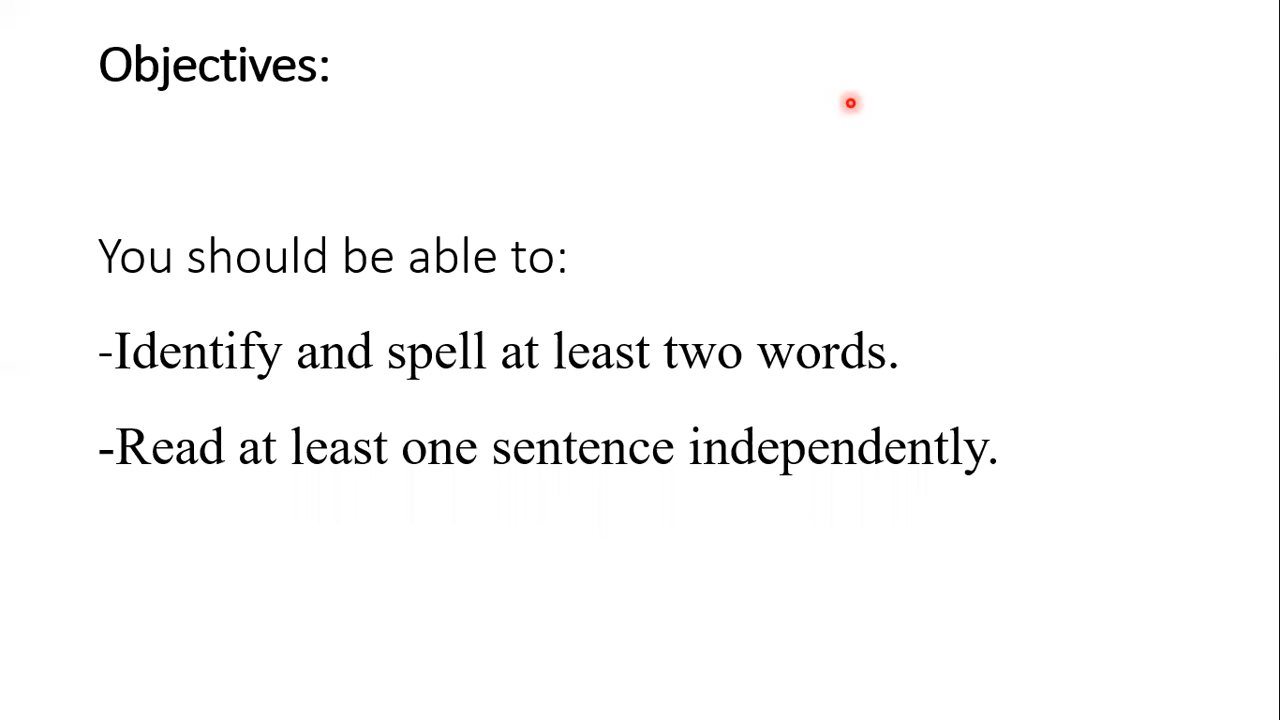 Objectives:
You should be able to:
-Identify and spell at least two words.
-Read at least one sentence independently.